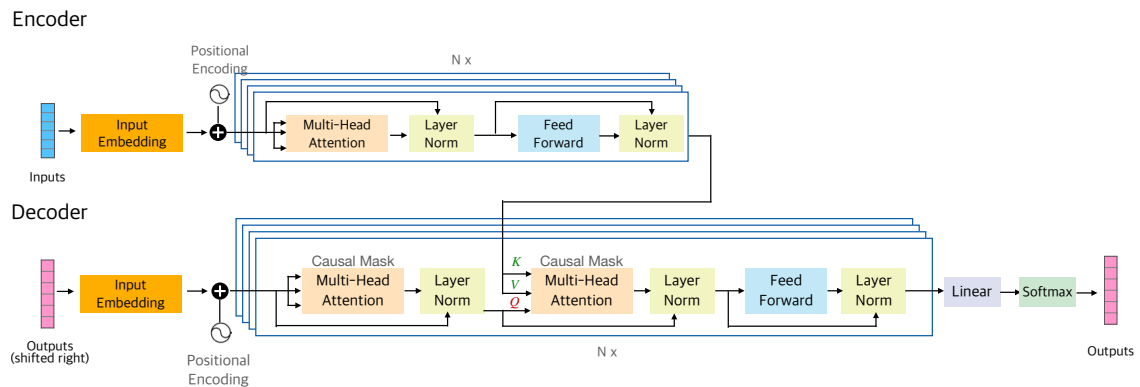 Encoder
Positional
Encoding
N x
Input
Embedding
Multi-Head
Attention
Layer
Norm
Feed
Forward
Layer
Norm
Inputs
Decoder
Causal Mask
Causal Mask
K
V
Q
Input
Embedding
Multi-Head
Attention
Layer
Norm
Multi-Head
Attention
Layer
Norm
Feed
Forward
Layer
Norm
Linear
Softmax
Outputs
(shifted right)
Positional
Encoding
N x
Outputs